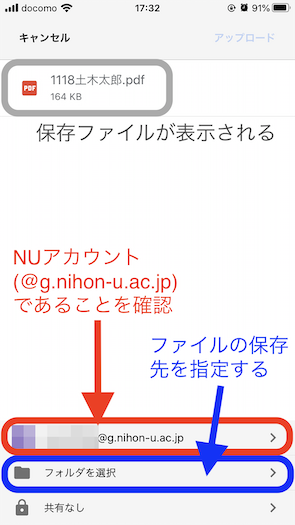 docomo 17:32 91%
キャンセル アップロード
1118土木太郎.pdf
164 KB
保存ファイルが表示される
NUアカウント
(@g.nihon-u.ac.jp)
であることを確認
ファイルの保存
先を指定する
@g.nihon-u.ac.jp
フォルダを選択
共有なし